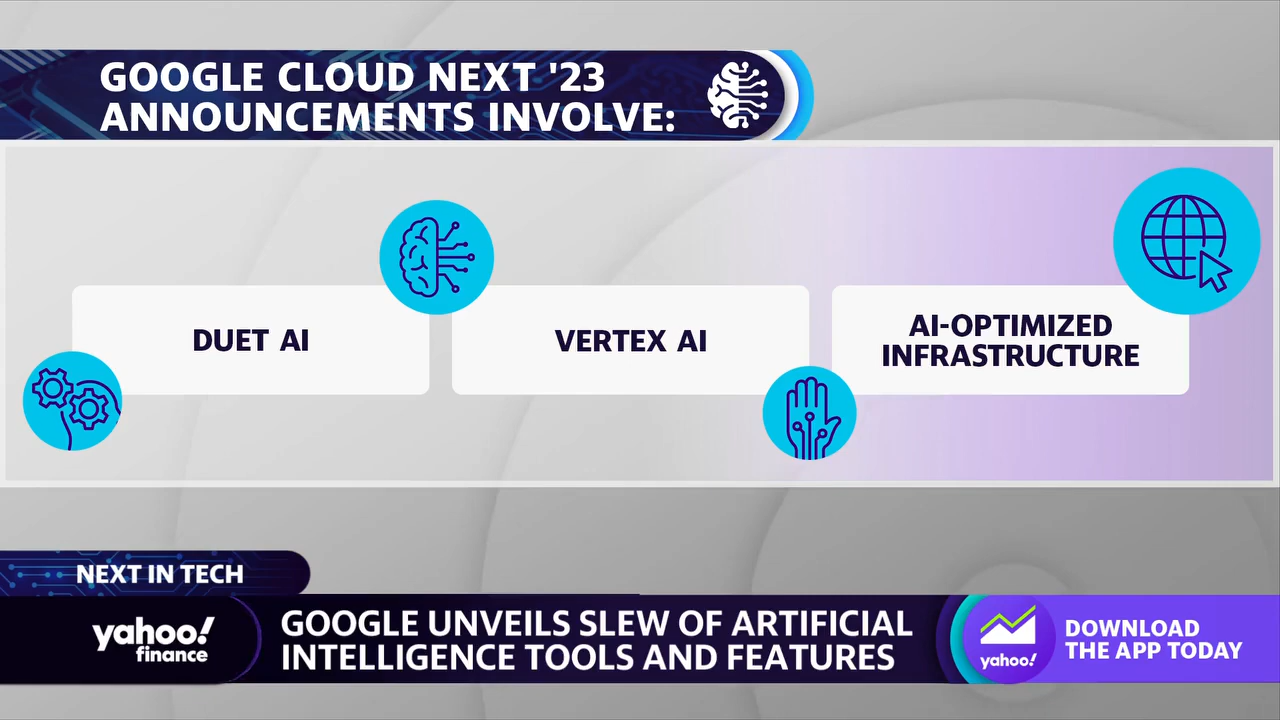 GOOGLE CLOUD NEXT '23
ANNOUNCEMENTS INVOLVE:
DUET AI
VERTEX AI
AI-OPTIMIZED
INFRASTRUCTURE
NEXT IN TECH
yahoo!
finance
GOOGLE UNVEILS SLEW OF ARTIFICIAL
INTELLIGENCE TOOLS AND FEATURES
yahoo!
DOWNLOAD
THE APP TODAY